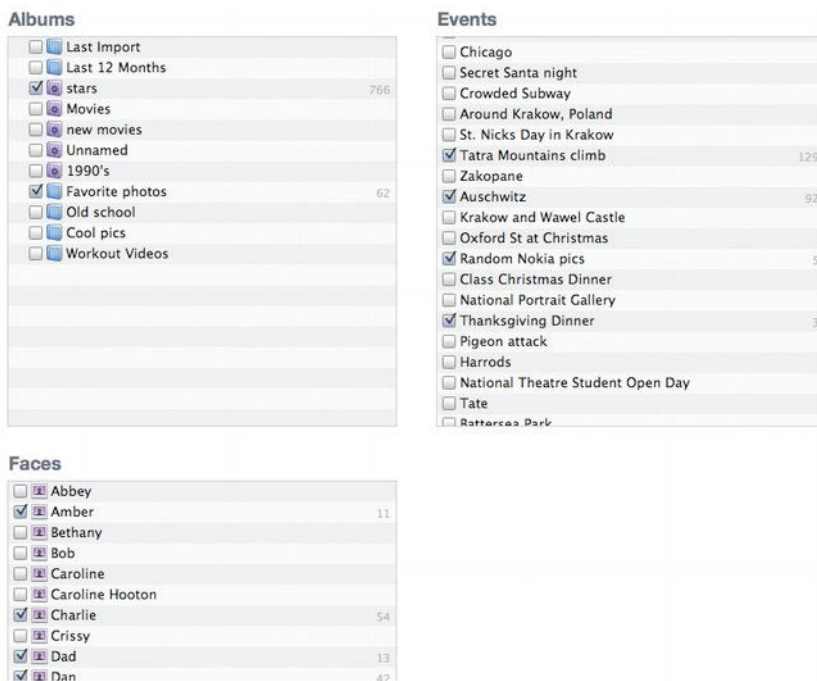 Albums
Last Import
Last 12 Months
stars 766
Movies
new movies
Unnamed
1990's
Favorite photos 62
Old school
Cool pics
Workout Videos
Events
Chicago
Secret Santa night
Crowded Subway
Around Krakow, Poland
St. Nicks Day in Krakow
Tatra Mountains climb 129
Zakopane
Auschwitz 92
Krakow and Wawel Castle
Oxford St at Christmas
Random Nokia pics
Class Christmas Dinner
National Portrait Gallery
Thanksgiving Dinner
Pigeon attack
Harrods
National Theatre Student Open Day
Tate
Battersea Park
Faces
Abbey
Amber 11
Bethany
Bob
Caroline
Caroline Hooton
Charlie 54
Crissy
Dad 13
Dan 42